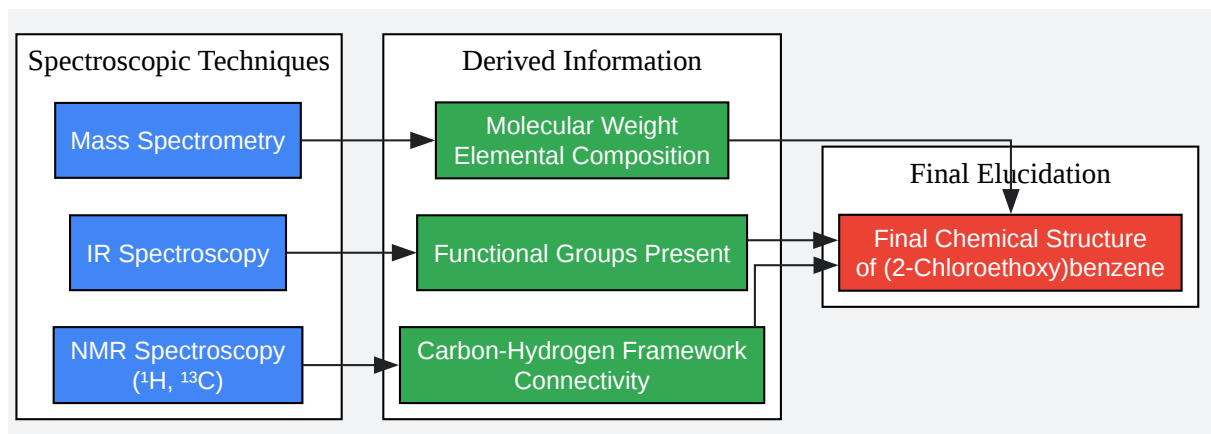 Spectroscopic Techniques
Mass Spectrometry
IR Spectroscopy
NMR Spectroscopy
(¹H, ¹³C)
Derived Information
Molecular Weight
Elemental Composition
Functional Groups Present
Carbon-Hydrogen Framework
Connectivity
Final Elucidation
Final Chemical Structure
of (2-Chloroethoxy)benzene